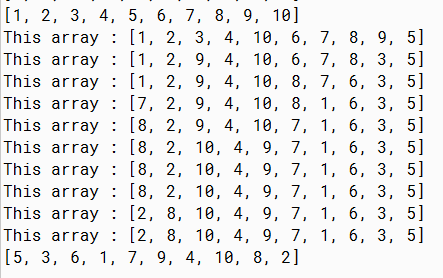 [1, 2, 3, 4, 5, 6, 7, 8, 9, 10]
This array : [1, 2, 3, 4, 10, 6, 7, 8, 9, 5]
This array : [1, 2, 9, 4, 10, 6, 7, 8, 3, 5]
This array : [1, 2, 9, 4, 10, 8, 7, 6, 3, 5]
This array : [7, 2, 9, 4, 10, 8, 1, 6, 3, 5]
This array : [8, 2, 9, 4, 10, 7, 1, 6, 3, 5]
This array : [8, 2, 10, 4, 9, 7, 1, 6, 3, 5]
This array : [8, 2, 10, 4, 9, 7, 1, 6, 3, 5]
This array : [8, 2, 10, 4, 9, 7, 1, 6, 3, 5]
This array : [2, 8, 10, 4, 9, 7, 1, 6, 3, 5]
This array : [2, 8, 10, 4, 9, 7, 1, 6, 3, 5]
[5, 3, 6, 1, 7, 9, 4, 10, 8, 2]